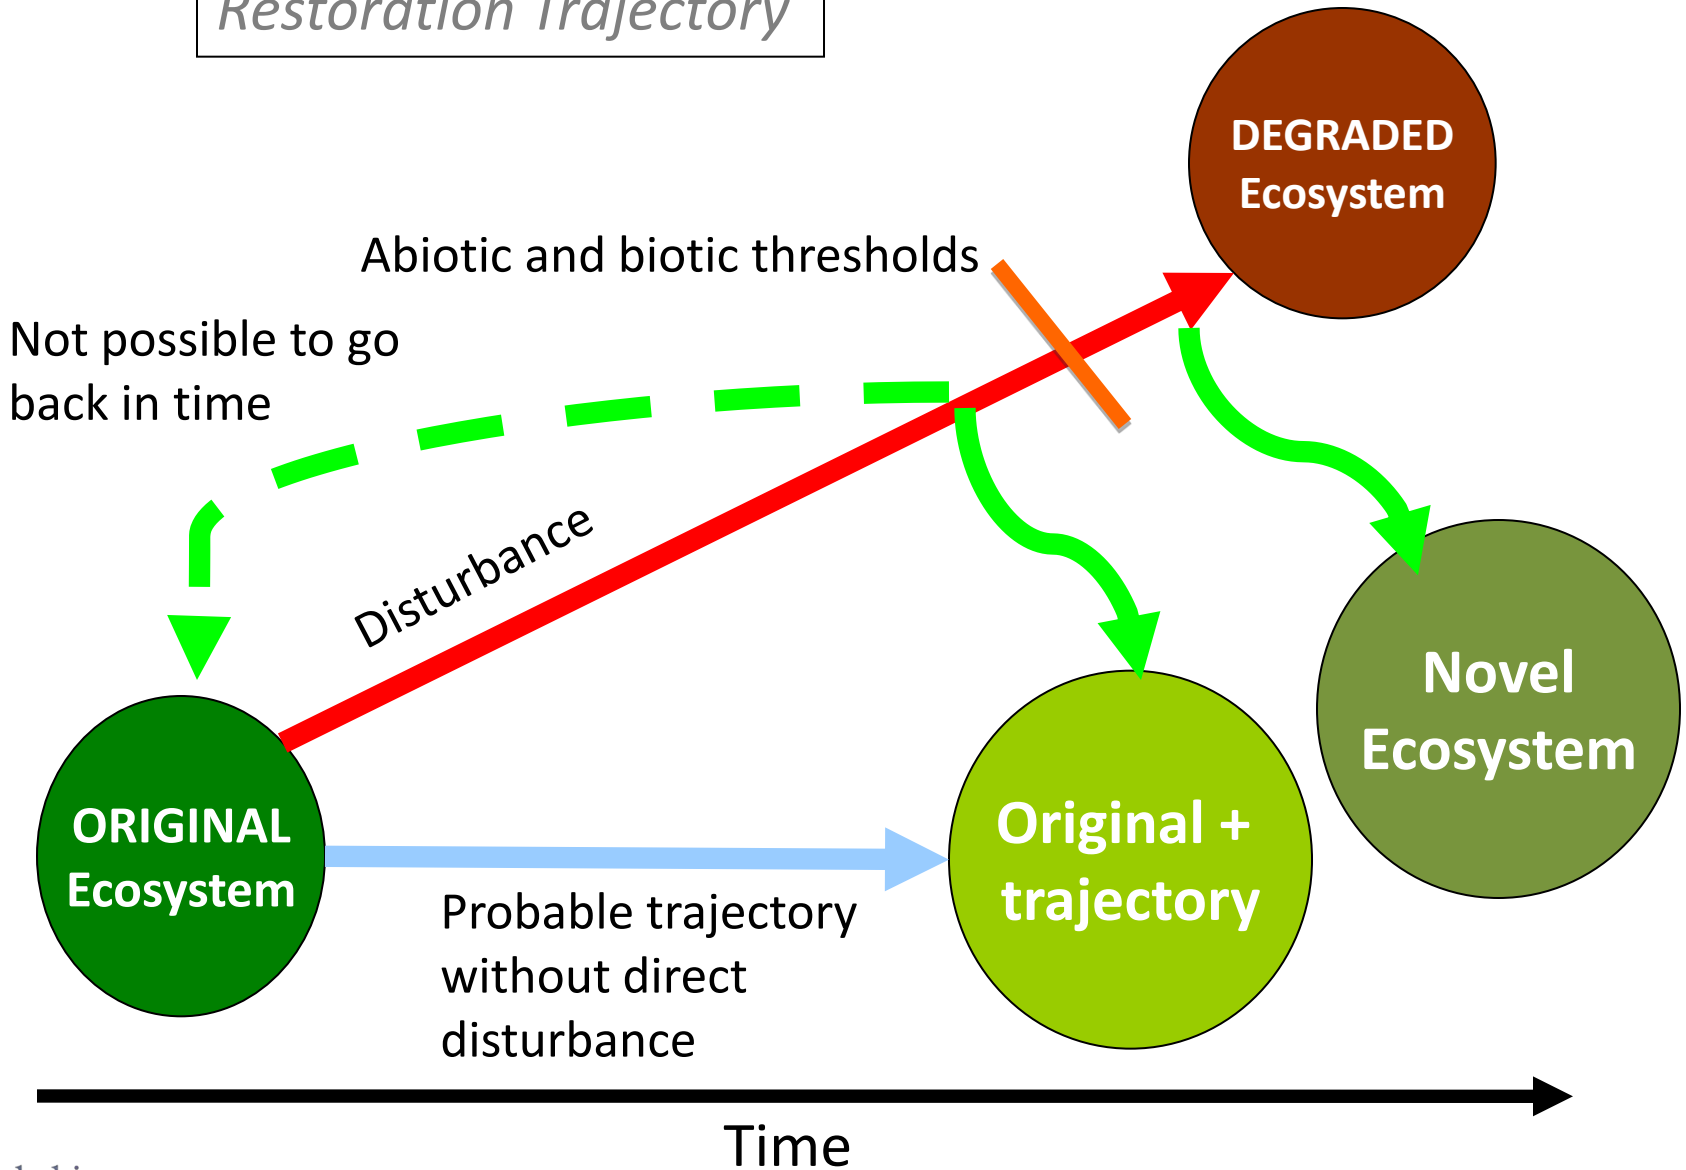 Restoration Trajectory
DEGRADED
Ecosystem
Abiotic and biotic thresholds
Not possible to go
back in time
Disturbance
Novel
Ecosystem
ORIGINAL
Ecosystem
Original +
trajectory
Probable trajectory
without direct
disturbance
Time